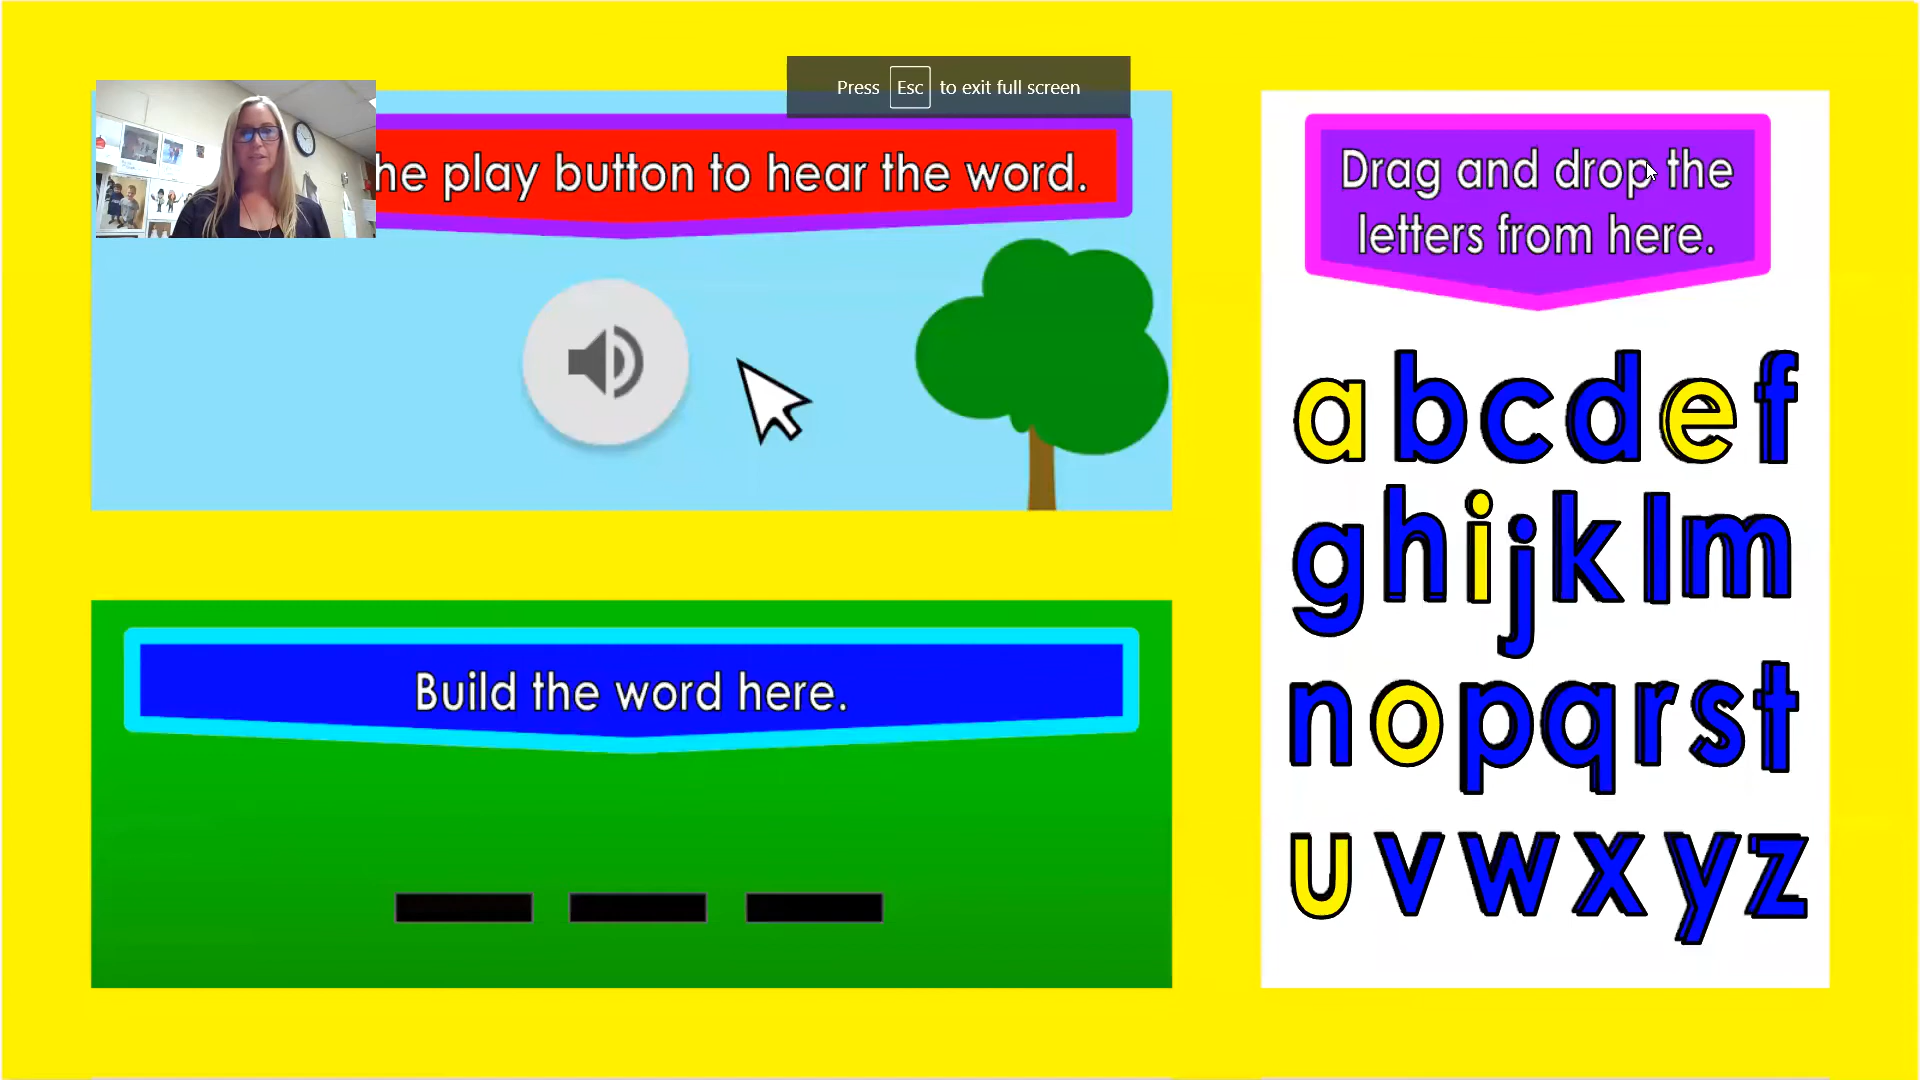 Press Esc to exit full screen
he play button to hear the word.
Drag and drop the
letters from here.
a b c d e f
g h i j k l m
n o p q r s t
u v w x y z
Build the word here.